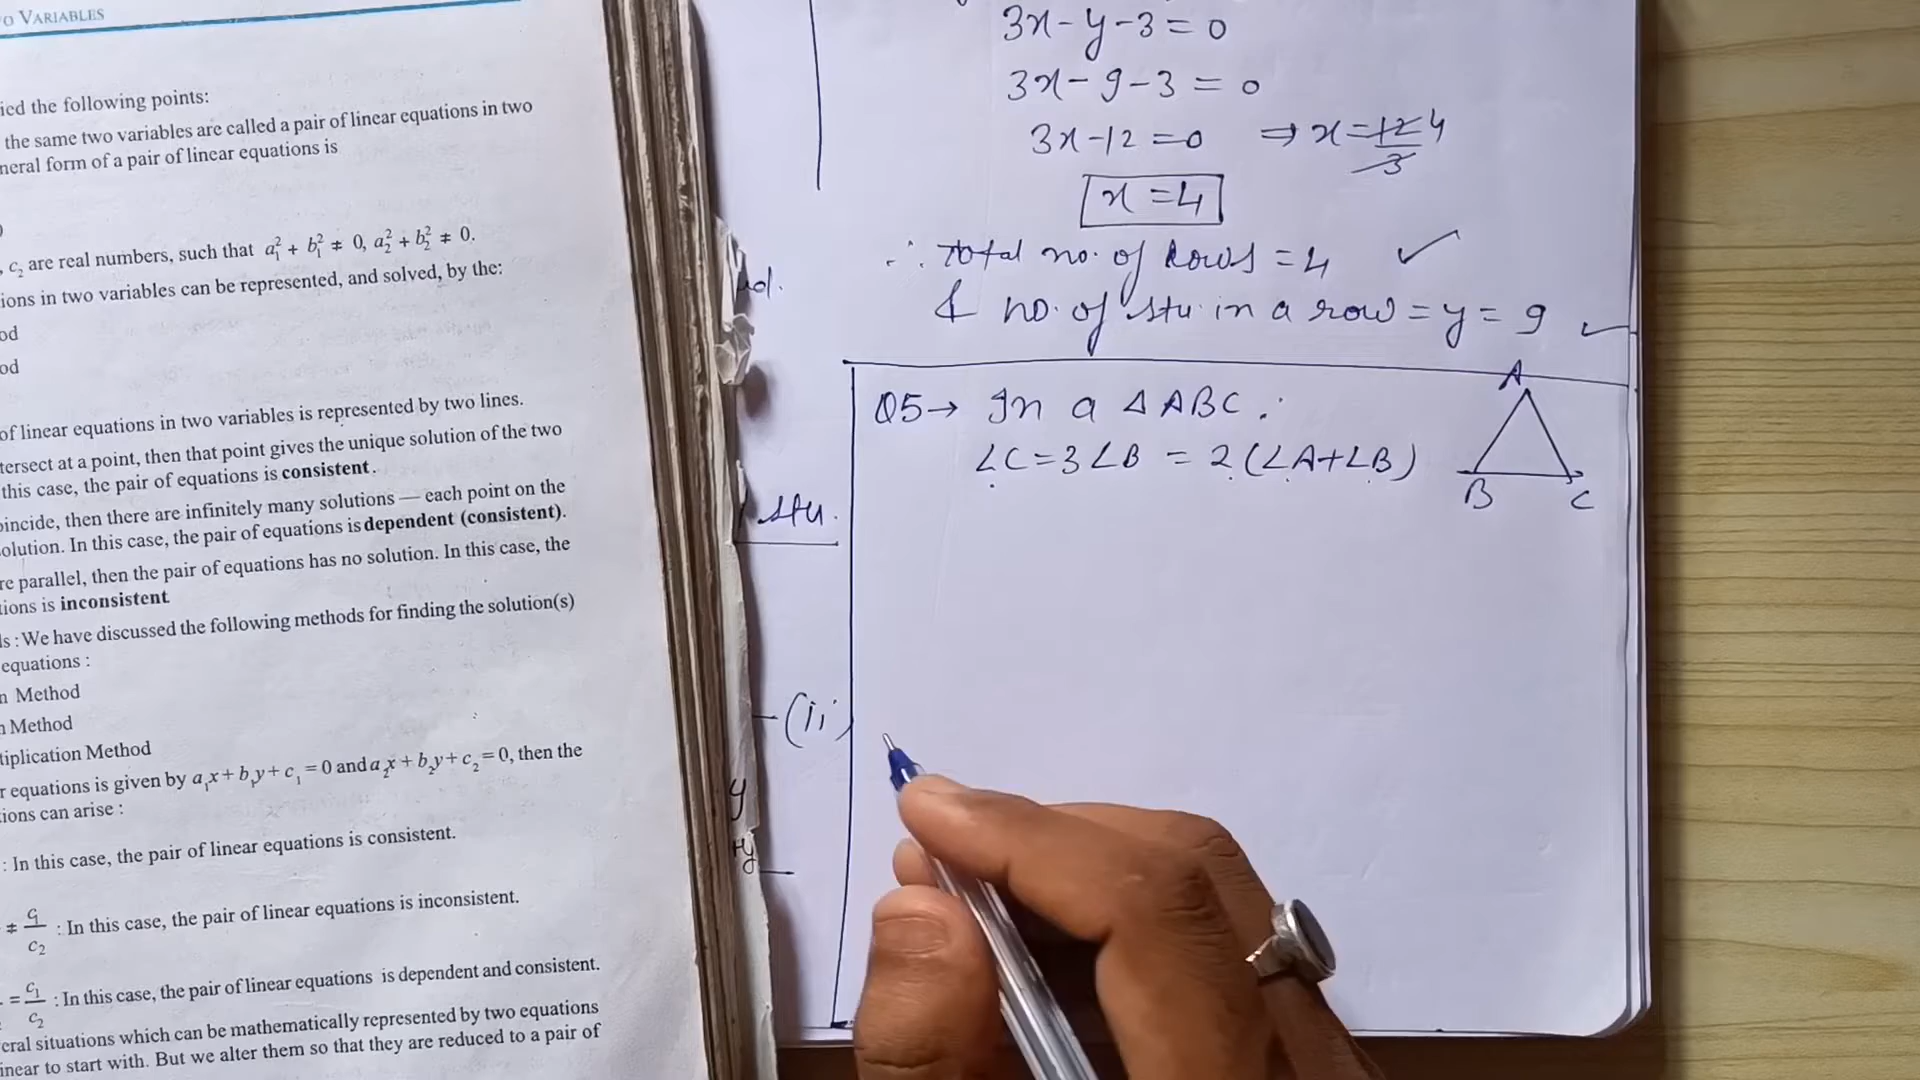 O VARIABLES
ied the following points:
the same two variables are called a pair of linear equations in two
neral form of a pair of linear equations is
, c₂ are real numbers, such that a₁² + b₁² ≠ 0, a₂² + b₂² ≠ 0.
ions in two variables can be represented, and solved, by the:
od
od
of linear equations in two variables is represented by two lines.
tersect at a point, then that point gives the unique solution of the two
this case, the pair of equations is consistent.
oincide, then there are infinitely many solutions — each point on the
olution. In this case, the pair of equations is dependent (consistent).
re parallel, then the pair of equations has no solution. In this case, the
tions is inconsistent
ls : We have discussed the following methods for finding the solution(s)
equations :
n Method
n Method
tiplication Method
r equations is given by a₁x + b₁y + c₁ = 0 and a₂x + b₂y + c₂ = 0, then the
tions can arise :
: In this case, the pair of linear equations is consistent.
≠ c₁/c₂ : In this case, the pair of linear equations is inconsistent.
= c₁/c₂ : In this case, the pair of linear equations is dependent and consistent.
eral situations which can be mathematically represented by two equations
inear to start with. But we alter them so that they are reduced to a pair of
stu.
(ii)
y
3x - y - 3 = 0
3x - 9 - 3 = 0
3x - 12 = 0 ⇒ x = 12/3 4
x = 4
∴ Total no. of rows = 4 ✓
& no. of stu. in a row = y = 9 ✓
Q5→ In a △ABC.
∠C = 3∠B = 2(∠A+∠B)
A
B C